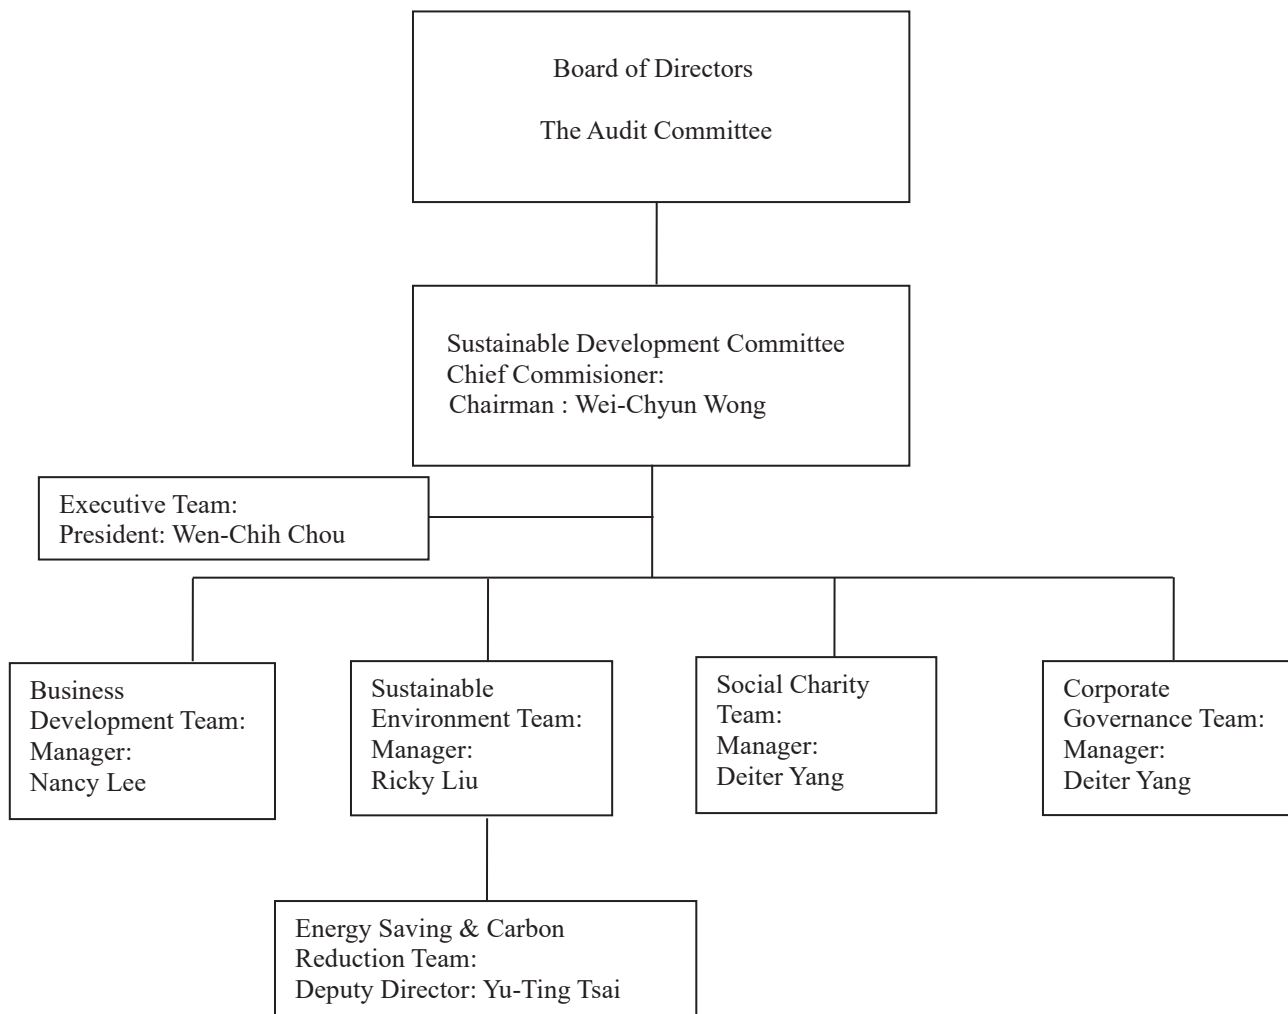 Board of Directors
The Audit Committee
Sustainable Development Committee
Chief Commisioner:
Chairman : Wei-Chyun Wong
Executive Team:
President: Wen-Chih Chou
Business
Development Team:
Manager:
Nancy Lee
Sustainable
Environment Team:
Manager:
Ricky Liu
Social Charity
Team:
Manager:
Deiter Yang
Corporate
Governance Team:
Manager:
Deiter Yang
Energy Saving & Carbon
Reduction Team:
Deputy Director: Yu-Ting Tsai